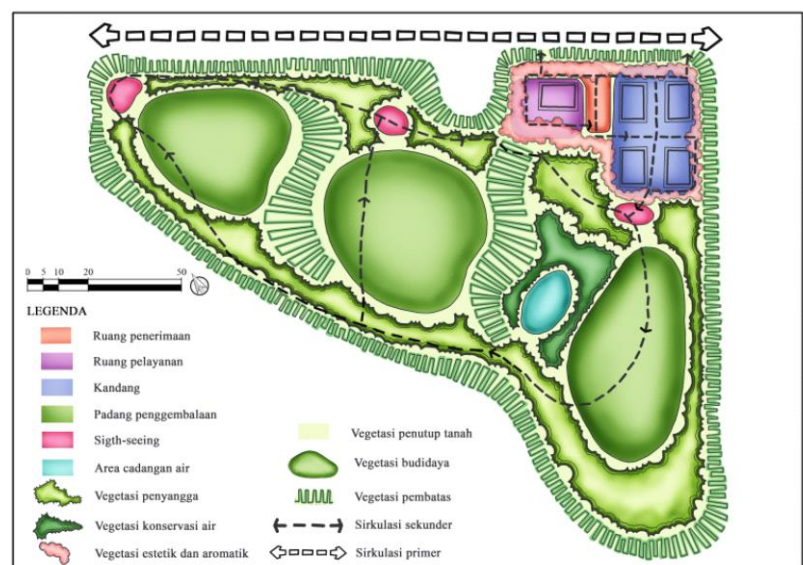 0 5 10 20 50
LEGENDA
Ruang penerimaan
Ruang pelayanan
Kandang
Padang penggembalaan
Sigth-seeing
Area cadangan air
Vegetasi penyangga
Vegetasi konservasi air
Vegetasi estetik dan aromatik
Vegetasi penutup tanah
Vegetasi budidaya
Vegetasi pembatas
Sirkulasi sekunder
Sirkulasi primer